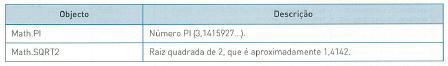 Objecto Descrição
Math.PI Número PI (3,1415927...).
Math.SQRT2 Raiz quadrada de 2, que é aproximadamente 1,4142.